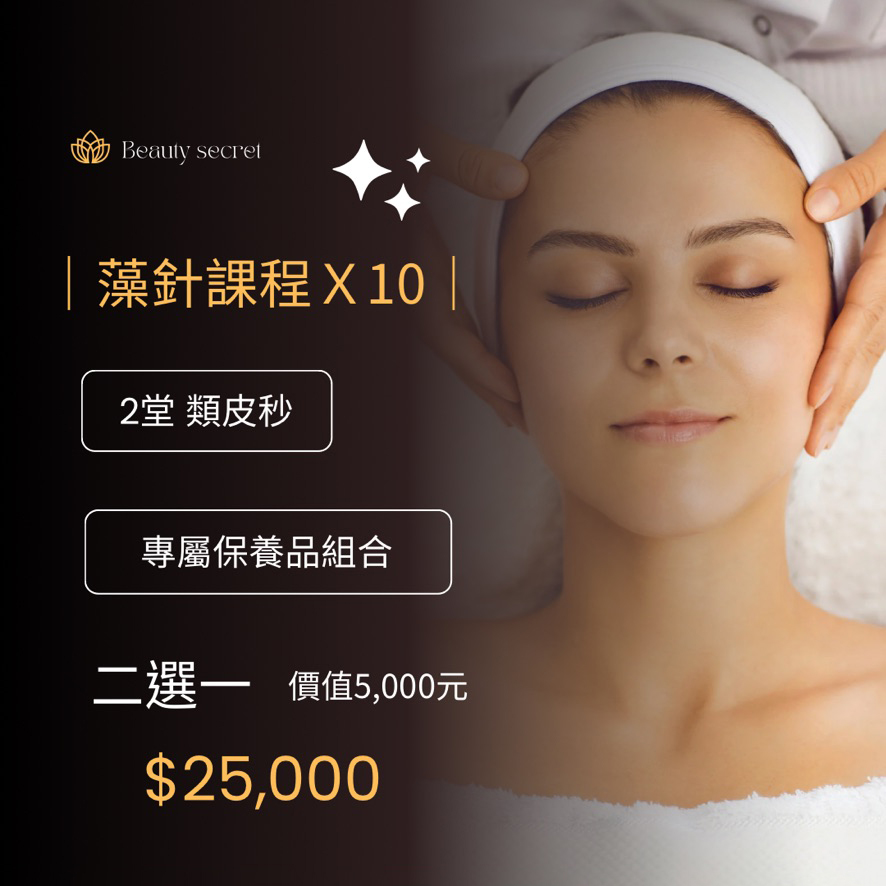 Beauty secret
｜藻針課程 X 10｜
2堂 類皮秒
專屬保養品組合
二選一 價值5,000元
$25,000